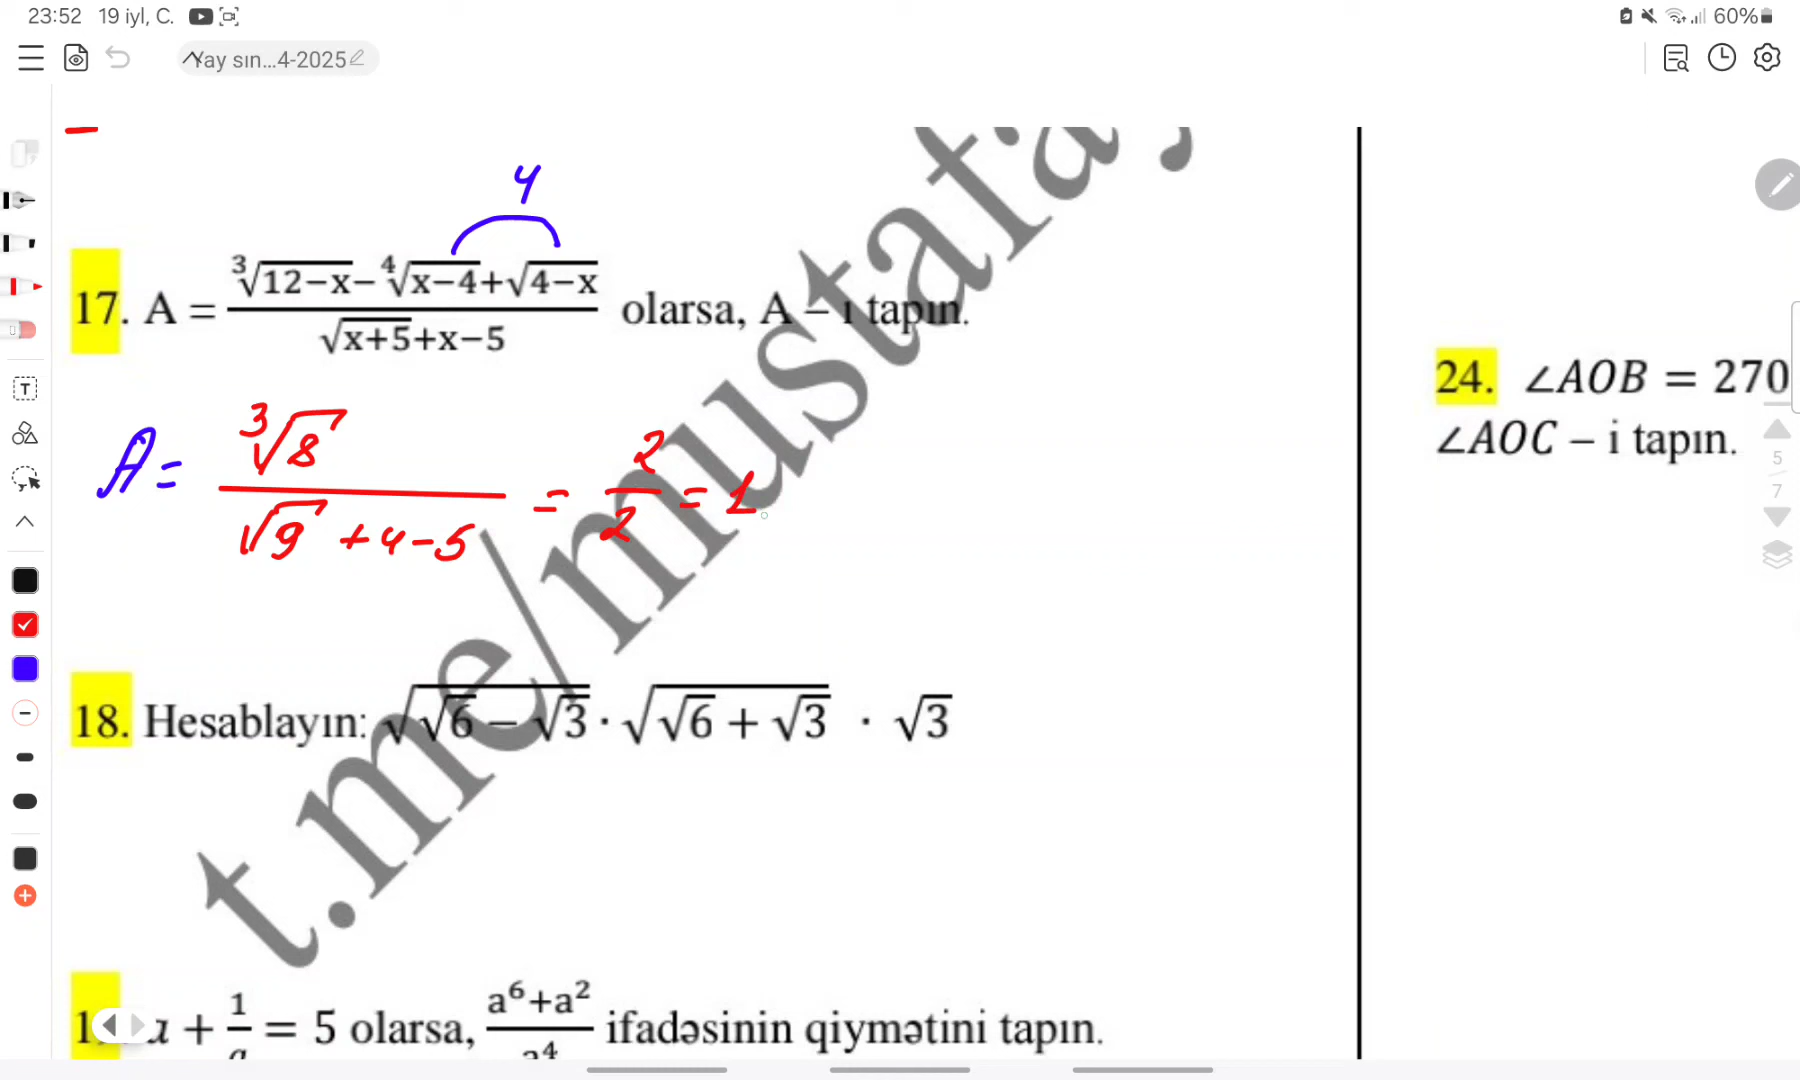 23:52 19 iyl, C. 60%
Yay sın...4-2025
4
17. A = (∛(12−x) − ∜(x−4) + √(4−x)) / (√(x+5) + x − 5) olarsa, A – ı tapın.
A = ∛8 / (√9 + 4 − 5) = 2/2 = 1
18. Hesablayın: √(√6 − √3) · √(√6 + √3) · √3
1 a + 1/a = 5 olarsa, (a⁶+a²)/a⁴ ifadəsinin qiymətini tapın.
24. ∠AOB = 270
∠AOC – i tapın.
5
7
T
t.me/mustafa